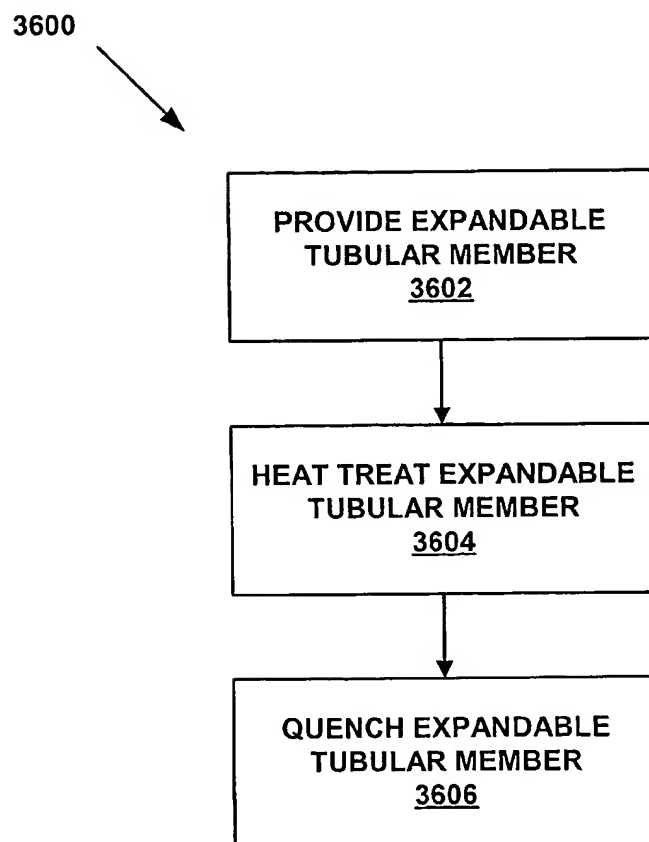 3600
PROVIDE EXPANDABLE
TUBULAR MEMBER
3602
HEAT TREAT EXPANDABLE
TUBULAR MEMBER
3604
QUENCH EXPANDABLE
TUBULAR MEMBER
3606